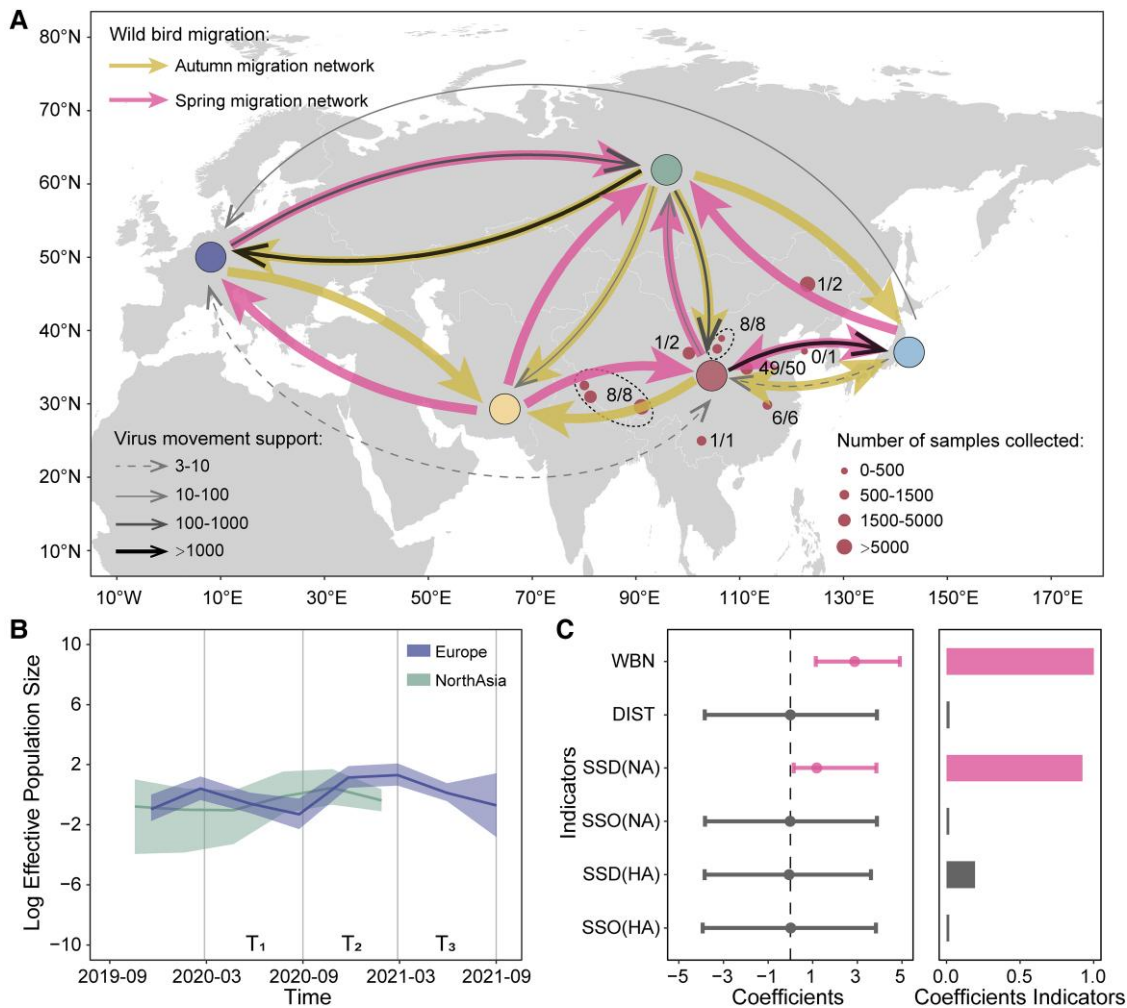 A
Wild bird migration:
Autumn migration network
Spring migration network
80°N
70°N
60°N
50°N
40°N
30°N
20°N
10°N
1/2
8/8
1/2
0/1
49/50
8/8
6/6
1/1
Virus movement support:
3-10
10-100
100-1000
>1000
Number of samples collected:
0-500
500-1500
1500-5000
>5000
10°W
10°E
30°E
50°E
70°E
90°E
110°E
130°E
150°E
170°E
B
Log Effective Population Size
10
6
2
−2
−6
−10
Europe
NorthAsia
T₁ T₂ T₃
2019-09 2020-03 2020-09 2021-03 2021-09
Time
C
Indicators
WBN
DIST
SSD(NA)
SSO(NA)
SSD(HA)
SSO(HA)
−5 −3 −1 1 3 5
Coefficients
0.0 0.5 1.0
Coefficients Indicators